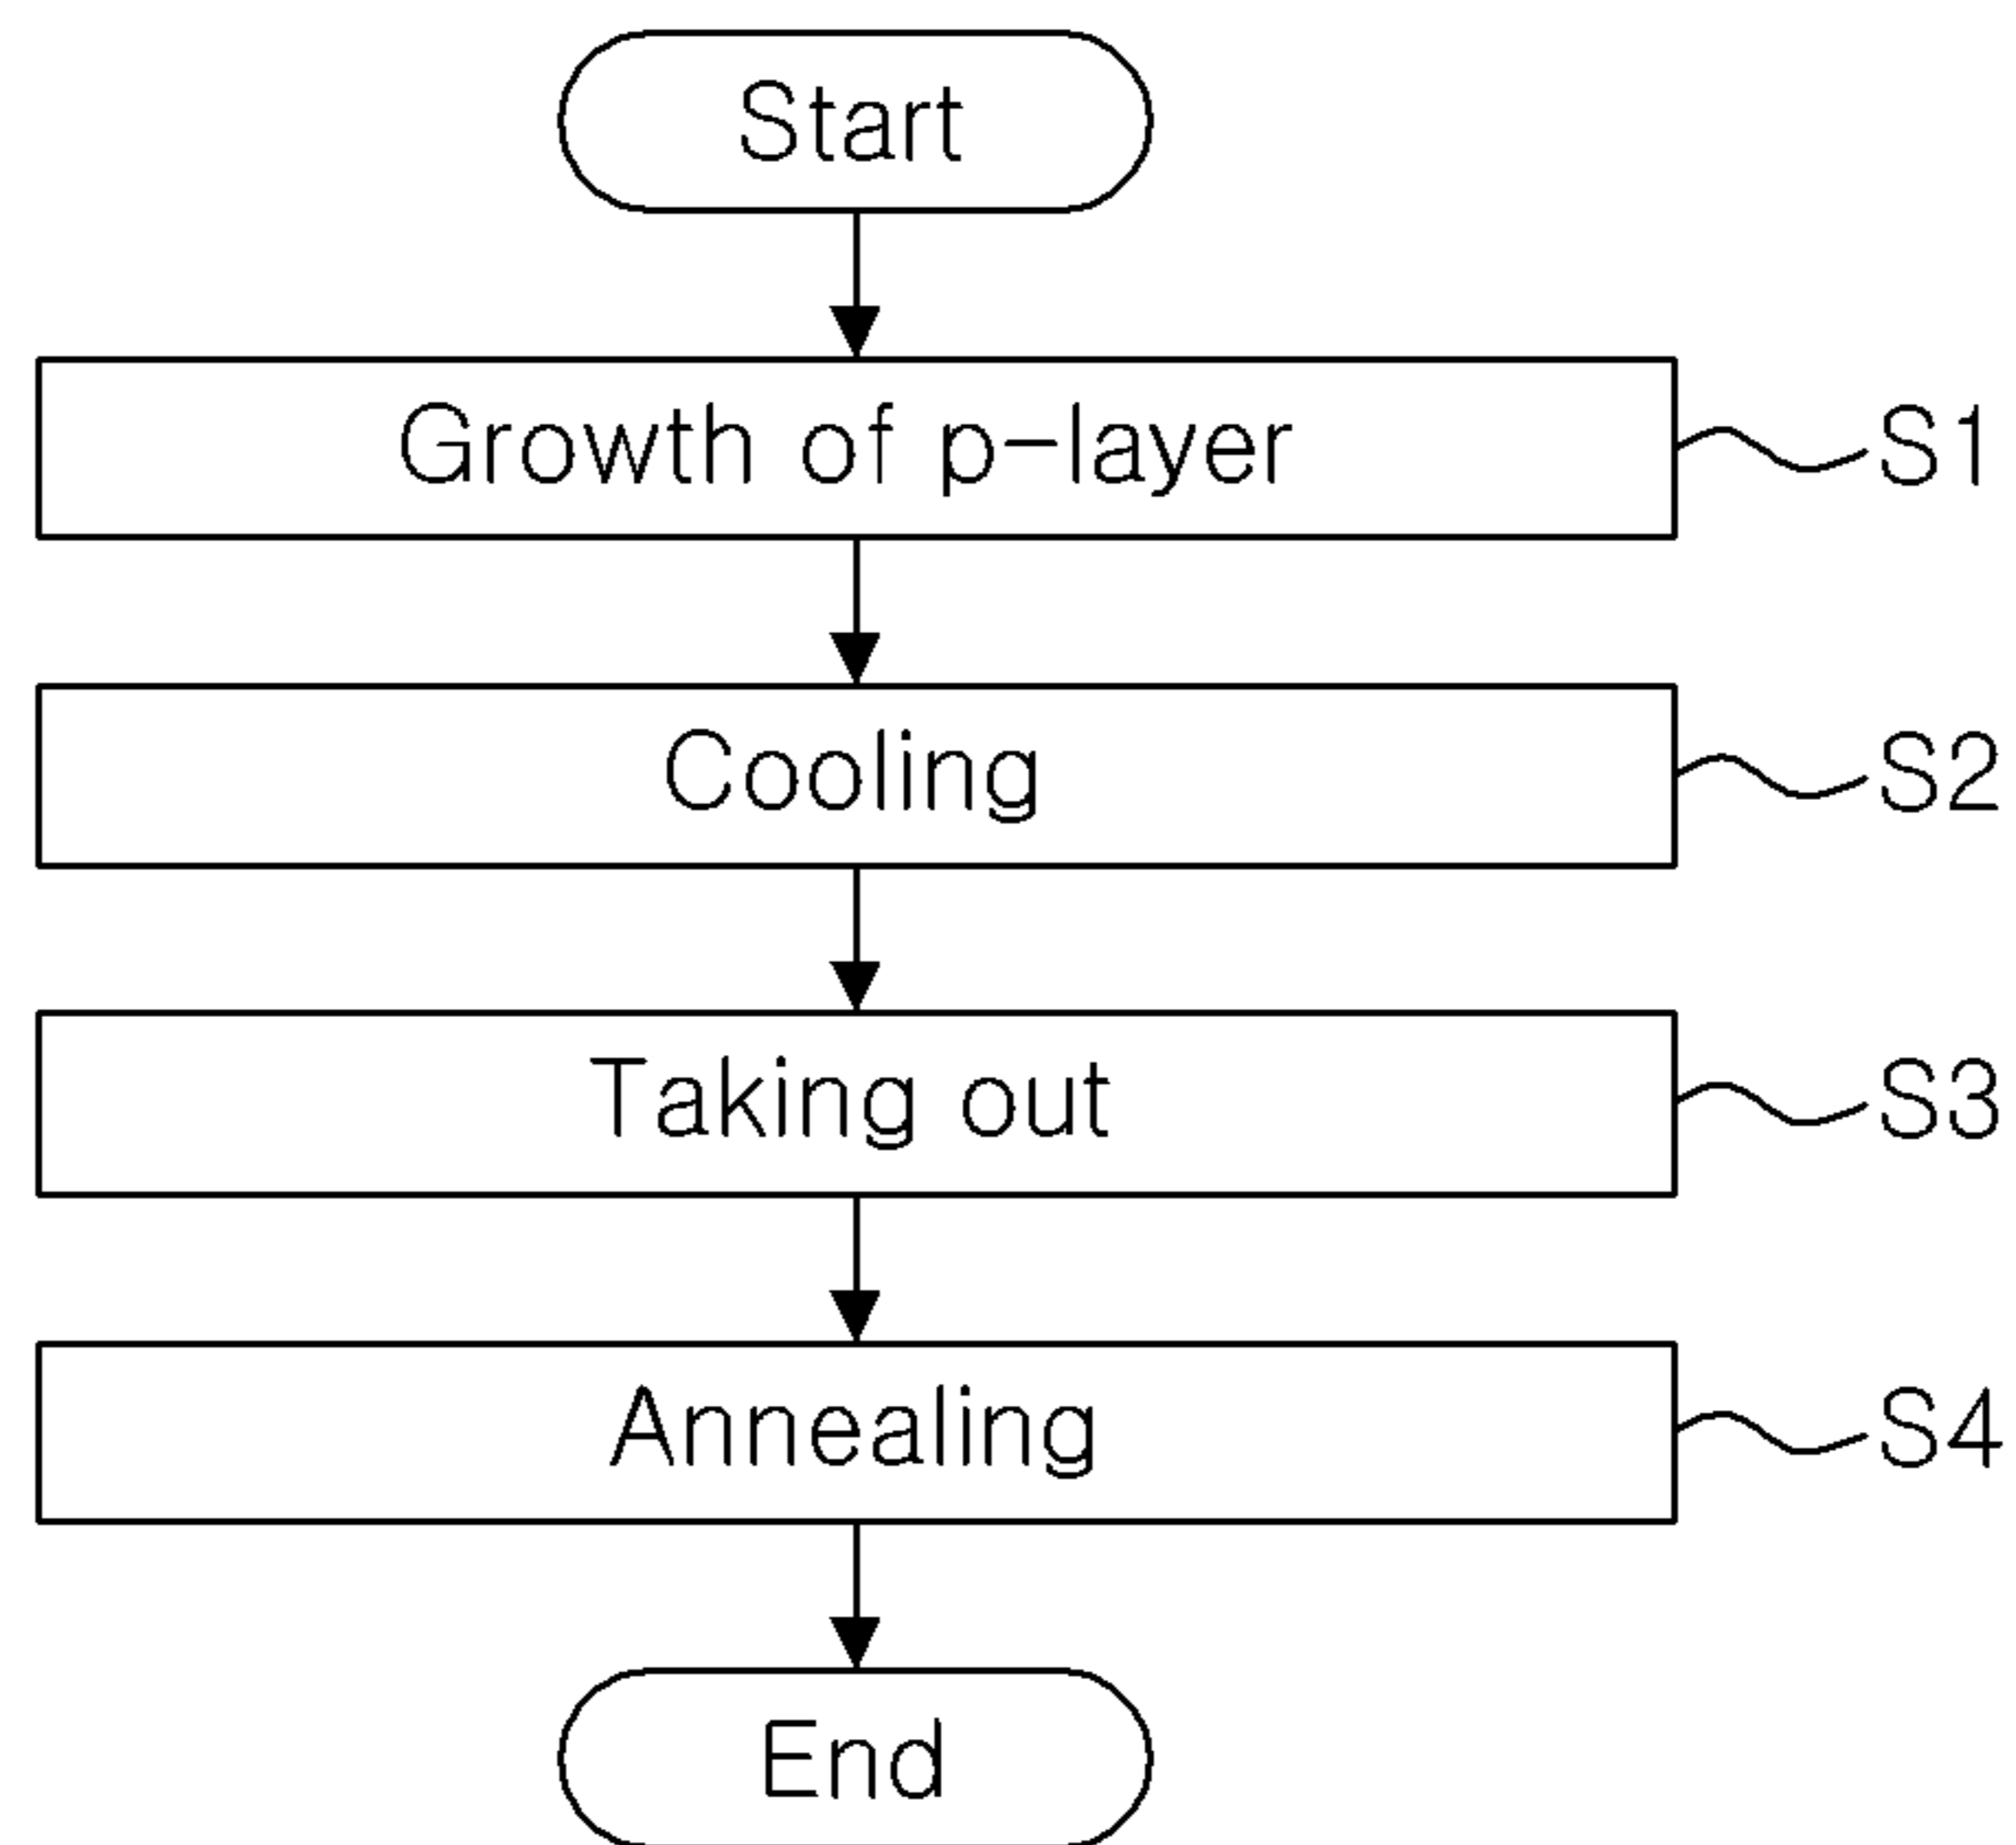 Start
Growth of p-layer
S1
Cooling
S2
Taking out
S3
Annealing
S4
End